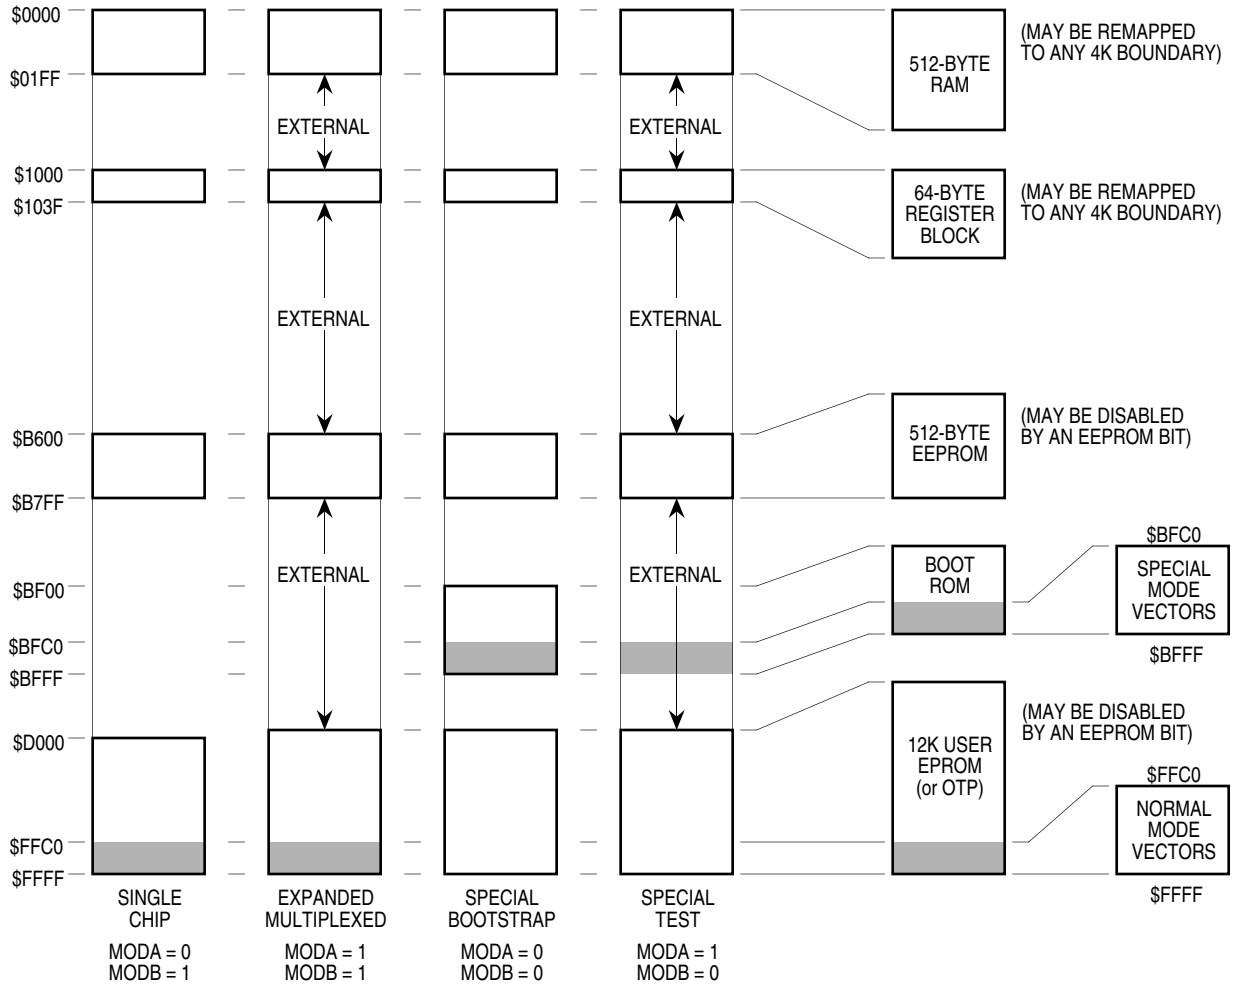 $0000
$01FF
$1000
$103F
$B600
$B7FF
$BF00
$BFC0
$BFFF
$D000
$FFC0
$FFFF
EXTERNAL
EXTERNAL
EXTERNAL
EXTERNAL
EXTERNAL
EXTERNAL
512-BYTE
RAM
(MAY BE REMAPPED
TO ANY 4K BOUNDARY)
64-BYTE
REGISTER
BLOCK
(MAY BE REMAPPED
TO ANY 4K BOUNDARY)
512-BYTE
EEPROM
(MAY BE DISABLED
BY AN EEPROM BIT)
BOOT
ROM
$BFC0
SPECIAL
MODE
VECTORS
$BFFF
12K USER
EPROM
(or OTP)
(MAY BE DISABLED
BY AN EEPROM BIT)
$FFC0
NORMAL
MODE
VECTORS
$FFFF
SINGLE
CHIP
MODA = 0
MODB = 1
EXPANDED
MULTIPLEXED
MODA = 1
MODB = 1
SPECIAL
BOOTSTRAP
MODA = 0
MODB = 0
SPECIAL
TEST
MODA = 1
MODB = 0